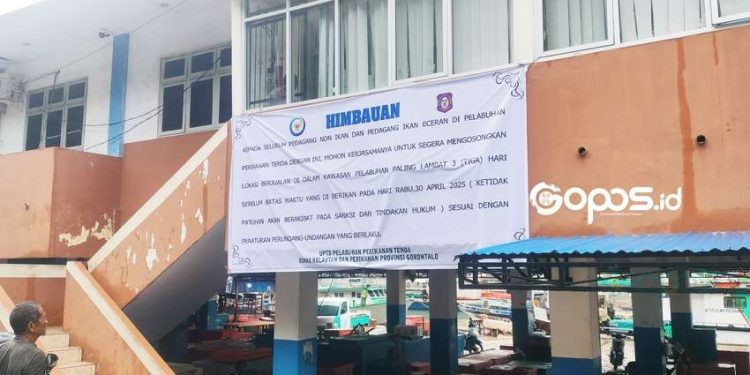 HIMBAUAN
KEPADA SELURUH PEDAGANG NON IKAN DAN PEDAGANG IKAN ECERAN DI PELABUHAN
PERIKANAN TENDA DENGAN INI, MOHON KERJASAMANYA UNTUK SEGERA MENGOSONGKAN
LOKASI BERJUALAN DI DALAM KAWASAN PELABUHAN PALING LAMBAT 3 (TIGA) HARI
SEBELUM BATAS WAKTU YANG DI BERIKAN PADA HARI RABU,30 APRIL 2025 ( KETIDAK
PATUHAN AKAN BERAKIBAT PADA SANKSI DAN TINDAKAN HUKUM ) SESUAI DENGAN
PERATURAN PERUNDANG-UNDANGAN YANG BERLAKU.
UPTD PELABUHAN PERIKANAN TENDA
DINAS KELAUTAN DAN PERIKANAN PROVINSI GORONTALO
Gopos.id
Gopos.id